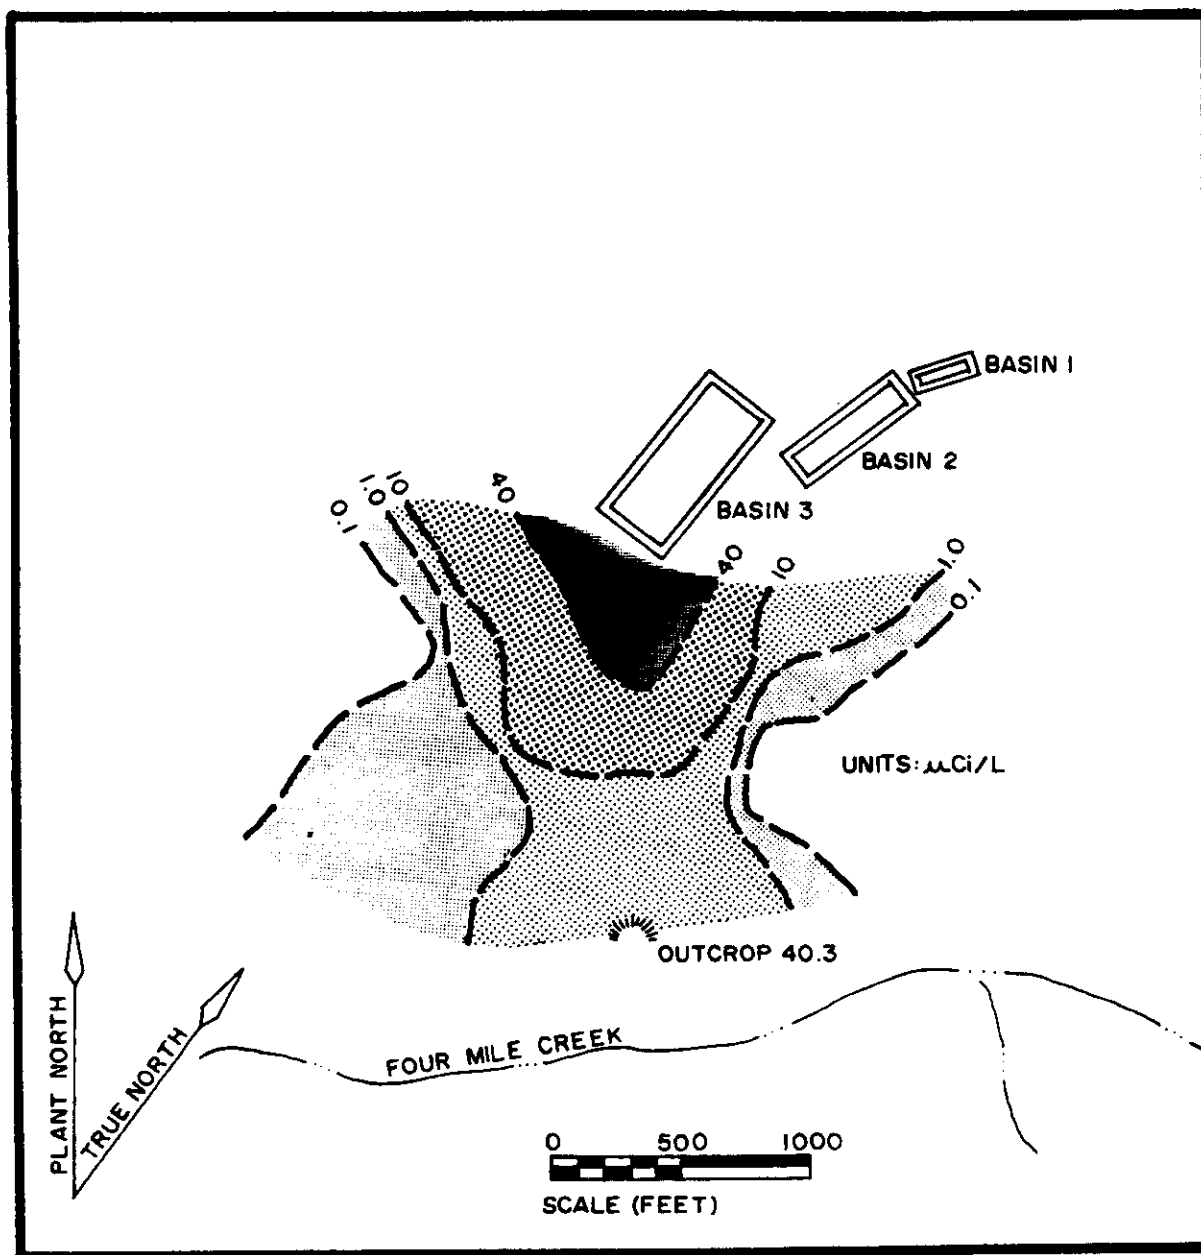 BASIN 1
BASIN 2
BASIN 3
40
10
1.0
0.1
40
10
1.0
0.1
UNITS: μCi/L
OUTCROP 40.3
FOUR MILE CREEK
PLANT NORTH
TRUE NORTH
0 500 1000
SCALE (FEET)